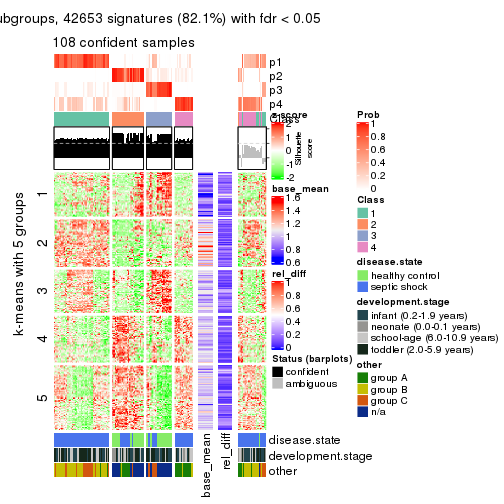 subgroups, 42653 signatures (82.1%) with fdr < 0.05
108 confident samples
p1
p2
p3
p4
Class
z-score
2
1
0
-1
-2
Silhouette
score
k-means with 5 groups
1
2
3
4
5
base_mean
1.6
1.4
1.2
1
0.8
0.6
rel_diff
1
0.8
0.6
0.4
0.2
0
Status (barplots)
confident
ambiguous
Prob
1
0.8
0.6
0.4
0.2
0
Class
1
2
3
4
disease.state
healthy control
septic shock
development.stage
infant (0.2-1.9 years)
neonate (0.0-0.1 years)
school-age (6.0-10.9 years)
toddler (2.0-5.9 years)
other
group A
group B
group C
n/a
disease.state
development.stage
other
base_mean
rel_diff